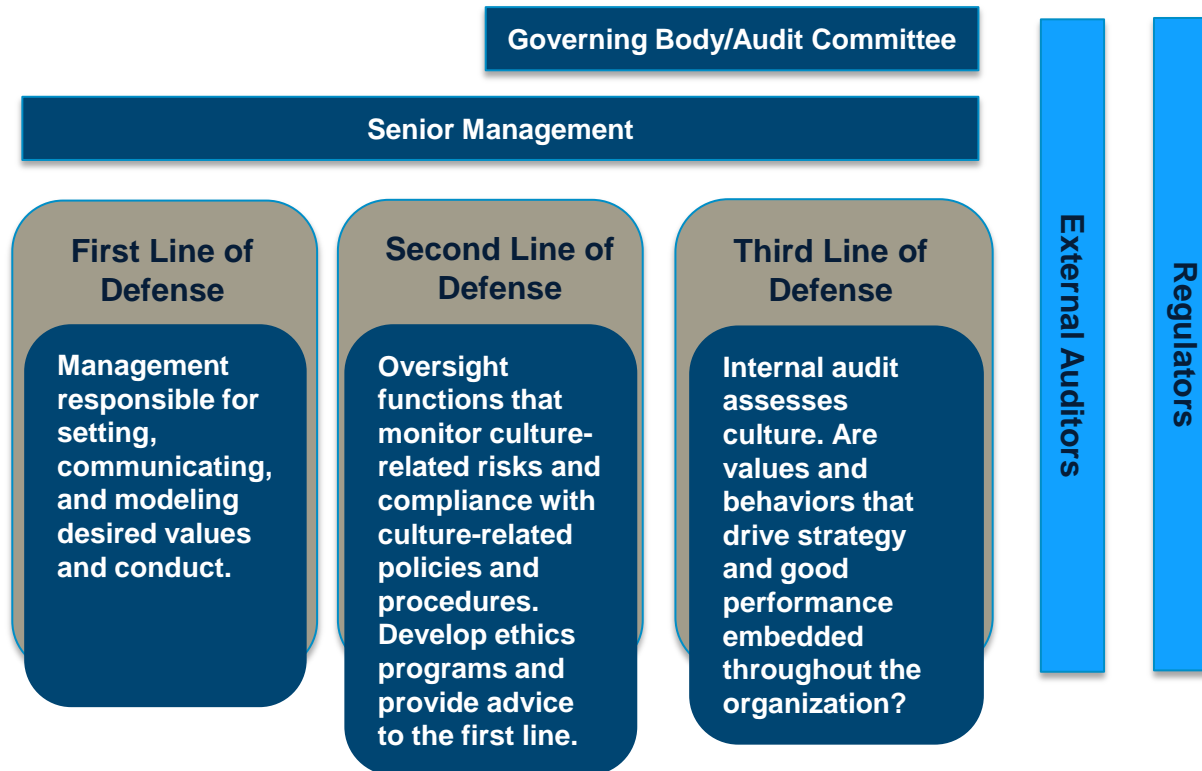 Governing Body/Audit Committee
Senior Management
First Line of
Defense
Management
responsible for
setting,
communicating,
and modeling
desired values
and conduct.
Second Line of
Defense
Oversight
functions that
monitor culture-
related risks and
compliance with
culture-related
policies and
procedures.
Develop ethics
programs and
provide advice
to the first line.
Third Line of
Defense
Internal audit
assesses
culture. Are
values and
behaviors that
drive strategy
and good
performance
embedded
throughout the
organization?
External Auditors
Regulators